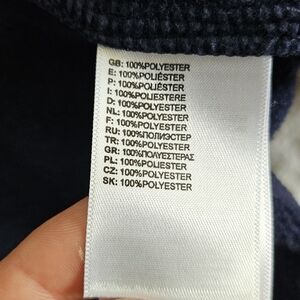 GB: 100%POLYESTER
E: 100%POLIÉSTER
P: 100%POLIÉSTER
I: 100%POLIESTERE
D: 100%POLYESTER
NL: 100%POLYESTER
F: 100%POLYESTER
RU: 100%ПОЛИЭСТЕР
TR: 100%POLYESTER
GR: 100%ΠΟΛΥΕΣΤΕΡΑΣ
PL: 100%POLIESTER
CZ: 100%POLYESTER
SK: 100%POLYESTER